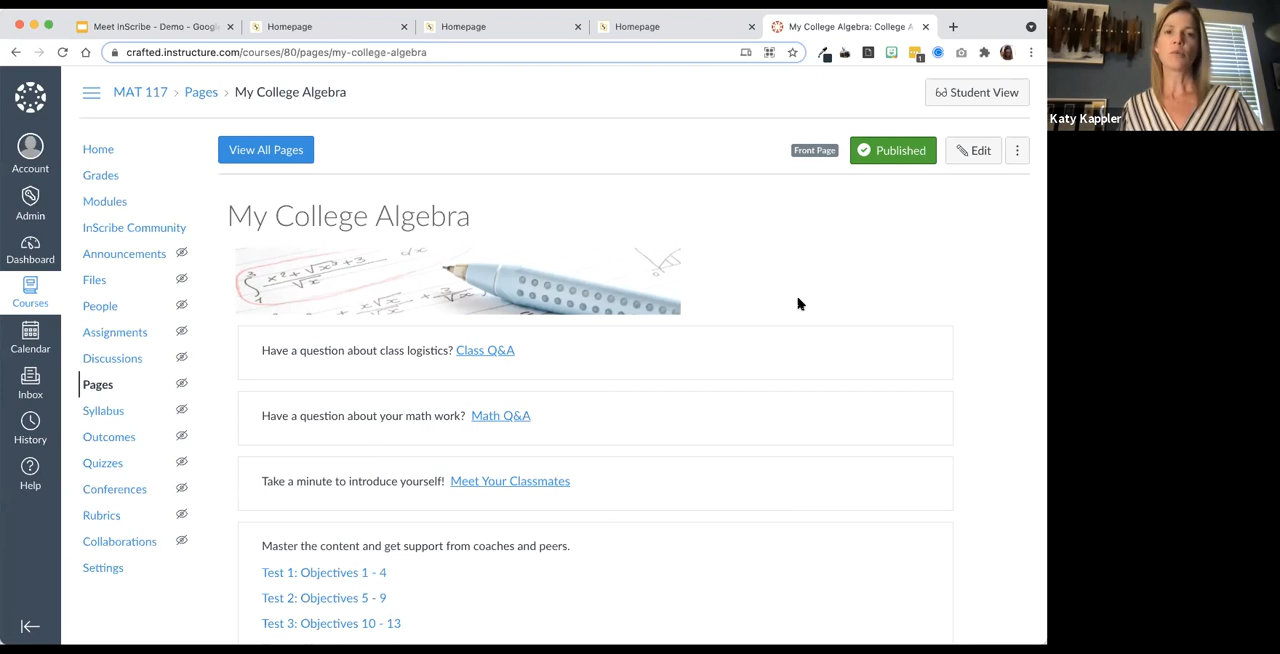 Meet InScribe - Demo - Googl
Homepage
Homepage
Homepage
My College Algebra: College A
crafted.instructure.com/courses/80/pages/my-college-algebra
1
Katy Kappler
MAT 117 > Pages > My College Algebra
Student View
Account
Admin
Dashboard
Courses
Calendar
Inbox
History
Help
Home
Grades
Modules
InScribe Community
Announcements
Files
People
Assignments
Discussions
Pages
Syllabus
Outcomes
Quizzes
Conferences
Rubrics
Collaborations
Settings
View All Pages
Front Page
Published
Edit
My College Algebra
Have a question about class logistics? Class Q&A
Have a question about your math work? Math Q&A
Take a minute to introduce yourself! Meet Your Classmates
Master the content and get support from coaches and peers.
Test 1: Objectives 1 - 4
Test 2: Objectives 5 - 9
Test 3: Objectives 10 - 13